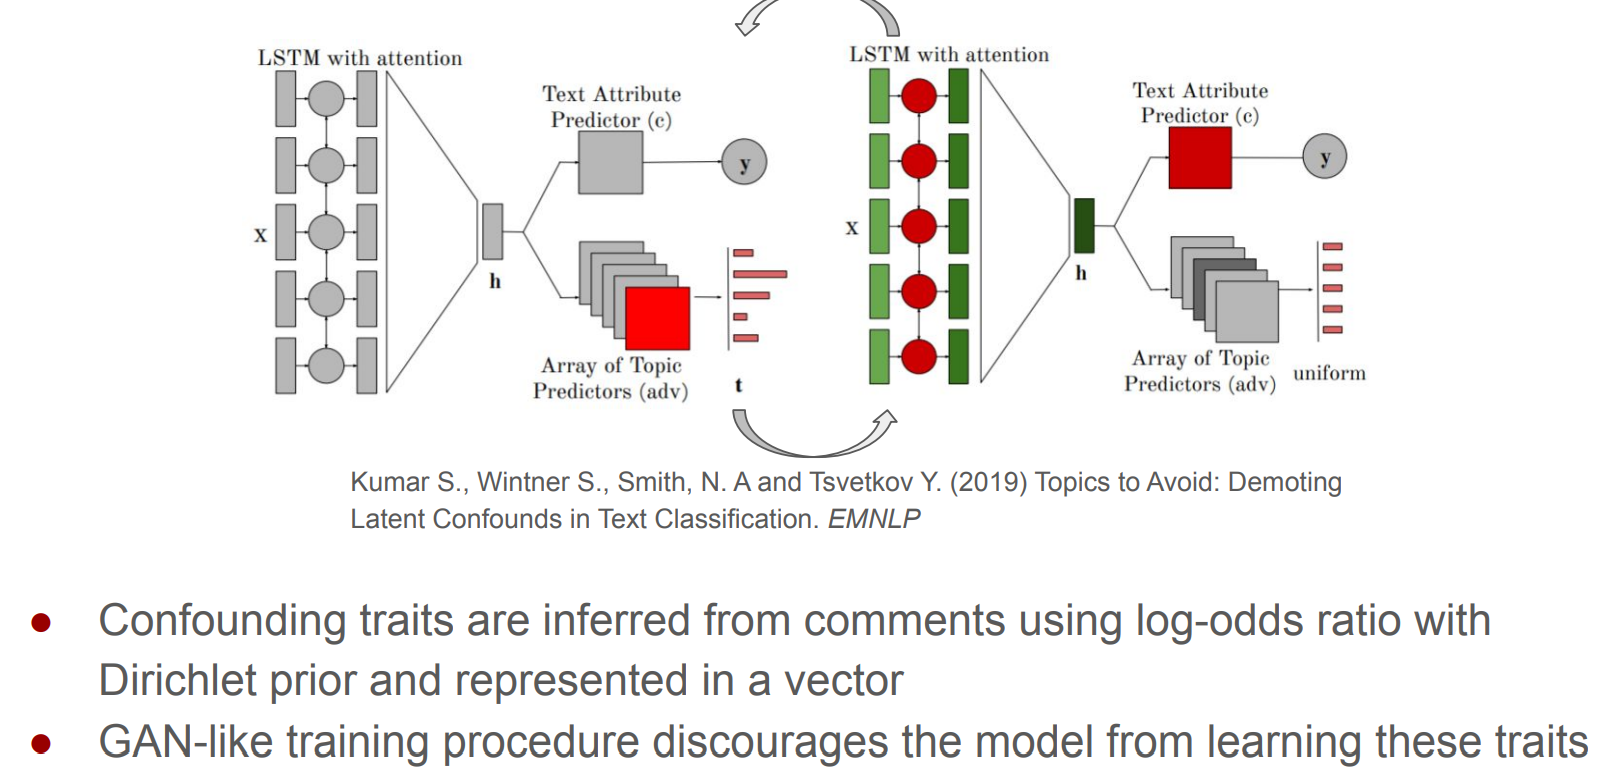 LSTM with attention
Text Attribute
Predictor (c)
y
x
h
Array of Topic
Predictors (adv)
t
LSTM with attention
Text Attribute
Predictor (c)
y
x
h
Array of Topic
Predictors (adv)
uniform
Kumar S., Wintner S., Smith, N. A and Tsvetkov Y. (2019) Topics to Avoid: Demoting
Latent Confounds in Text Classification. EMNLP
● Confounding traits are inferred from comments using log-odds ratio with
Dirichlet prior and represented in a vector
● GAN-like training procedure discourages the model from learning these traits